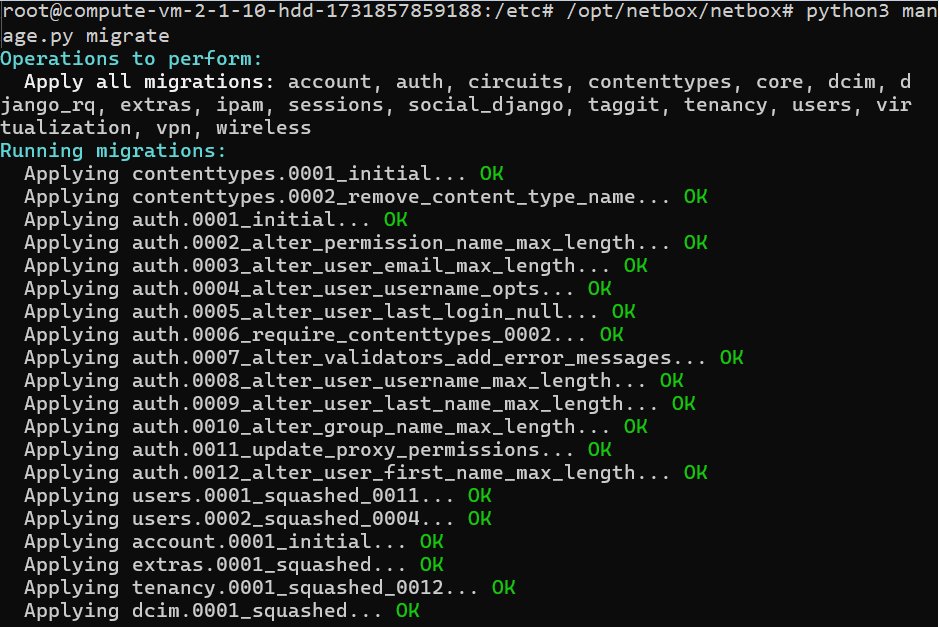 root@compute-vm-2-1-10-hdd-1731857859188:/etc# /opt/netbox/netbox# python3 man
age.py migrate
Operations to perform:
  Apply all migrations: account, auth, circuits, contenttypes, core, dcim, d
jango_rq, extras, ipam, sessions, social_django, taggit, tenancy, users, vir
tualization, vpn, wireless
Running migrations:
  Applying contenttypes.0001_initial... OK
  Applying contenttypes.0002_remove_content_type_name... OK
  Applying auth.0001_initial... OK
  Applying auth.0002_alter_permission_name_max_length... OK
  Applying auth.0003_alter_user_email_max_length... OK
  Applying auth.0004_alter_user_username_opts... OK
  Applying auth.0005_alter_user_last_login_null... OK
  Applying auth.0006_require_contenttypes_0002... OK
  Applying auth.0007_alter_validators_add_error_messages... OK
  Applying auth.0008_alter_user_username_max_length... OK
  Applying auth.0009_alter_user_last_name_max_length... OK
  Applying auth.0010_alter_group_name_max_length... OK
  Applying auth.0011_update_proxy_permissions... OK
  Applying auth.0012_alter_user_first_name_max_length... OK
  Applying users.0001_squashed_0011... OK
  Applying users.0002_squashed_0004... OK
  Applying account.0001_initial... OK
  Applying extras.0001_squashed... OK
  Applying tenancy.0001_squashed_0012... OK
  Applying dcim.0001_squashed... OK